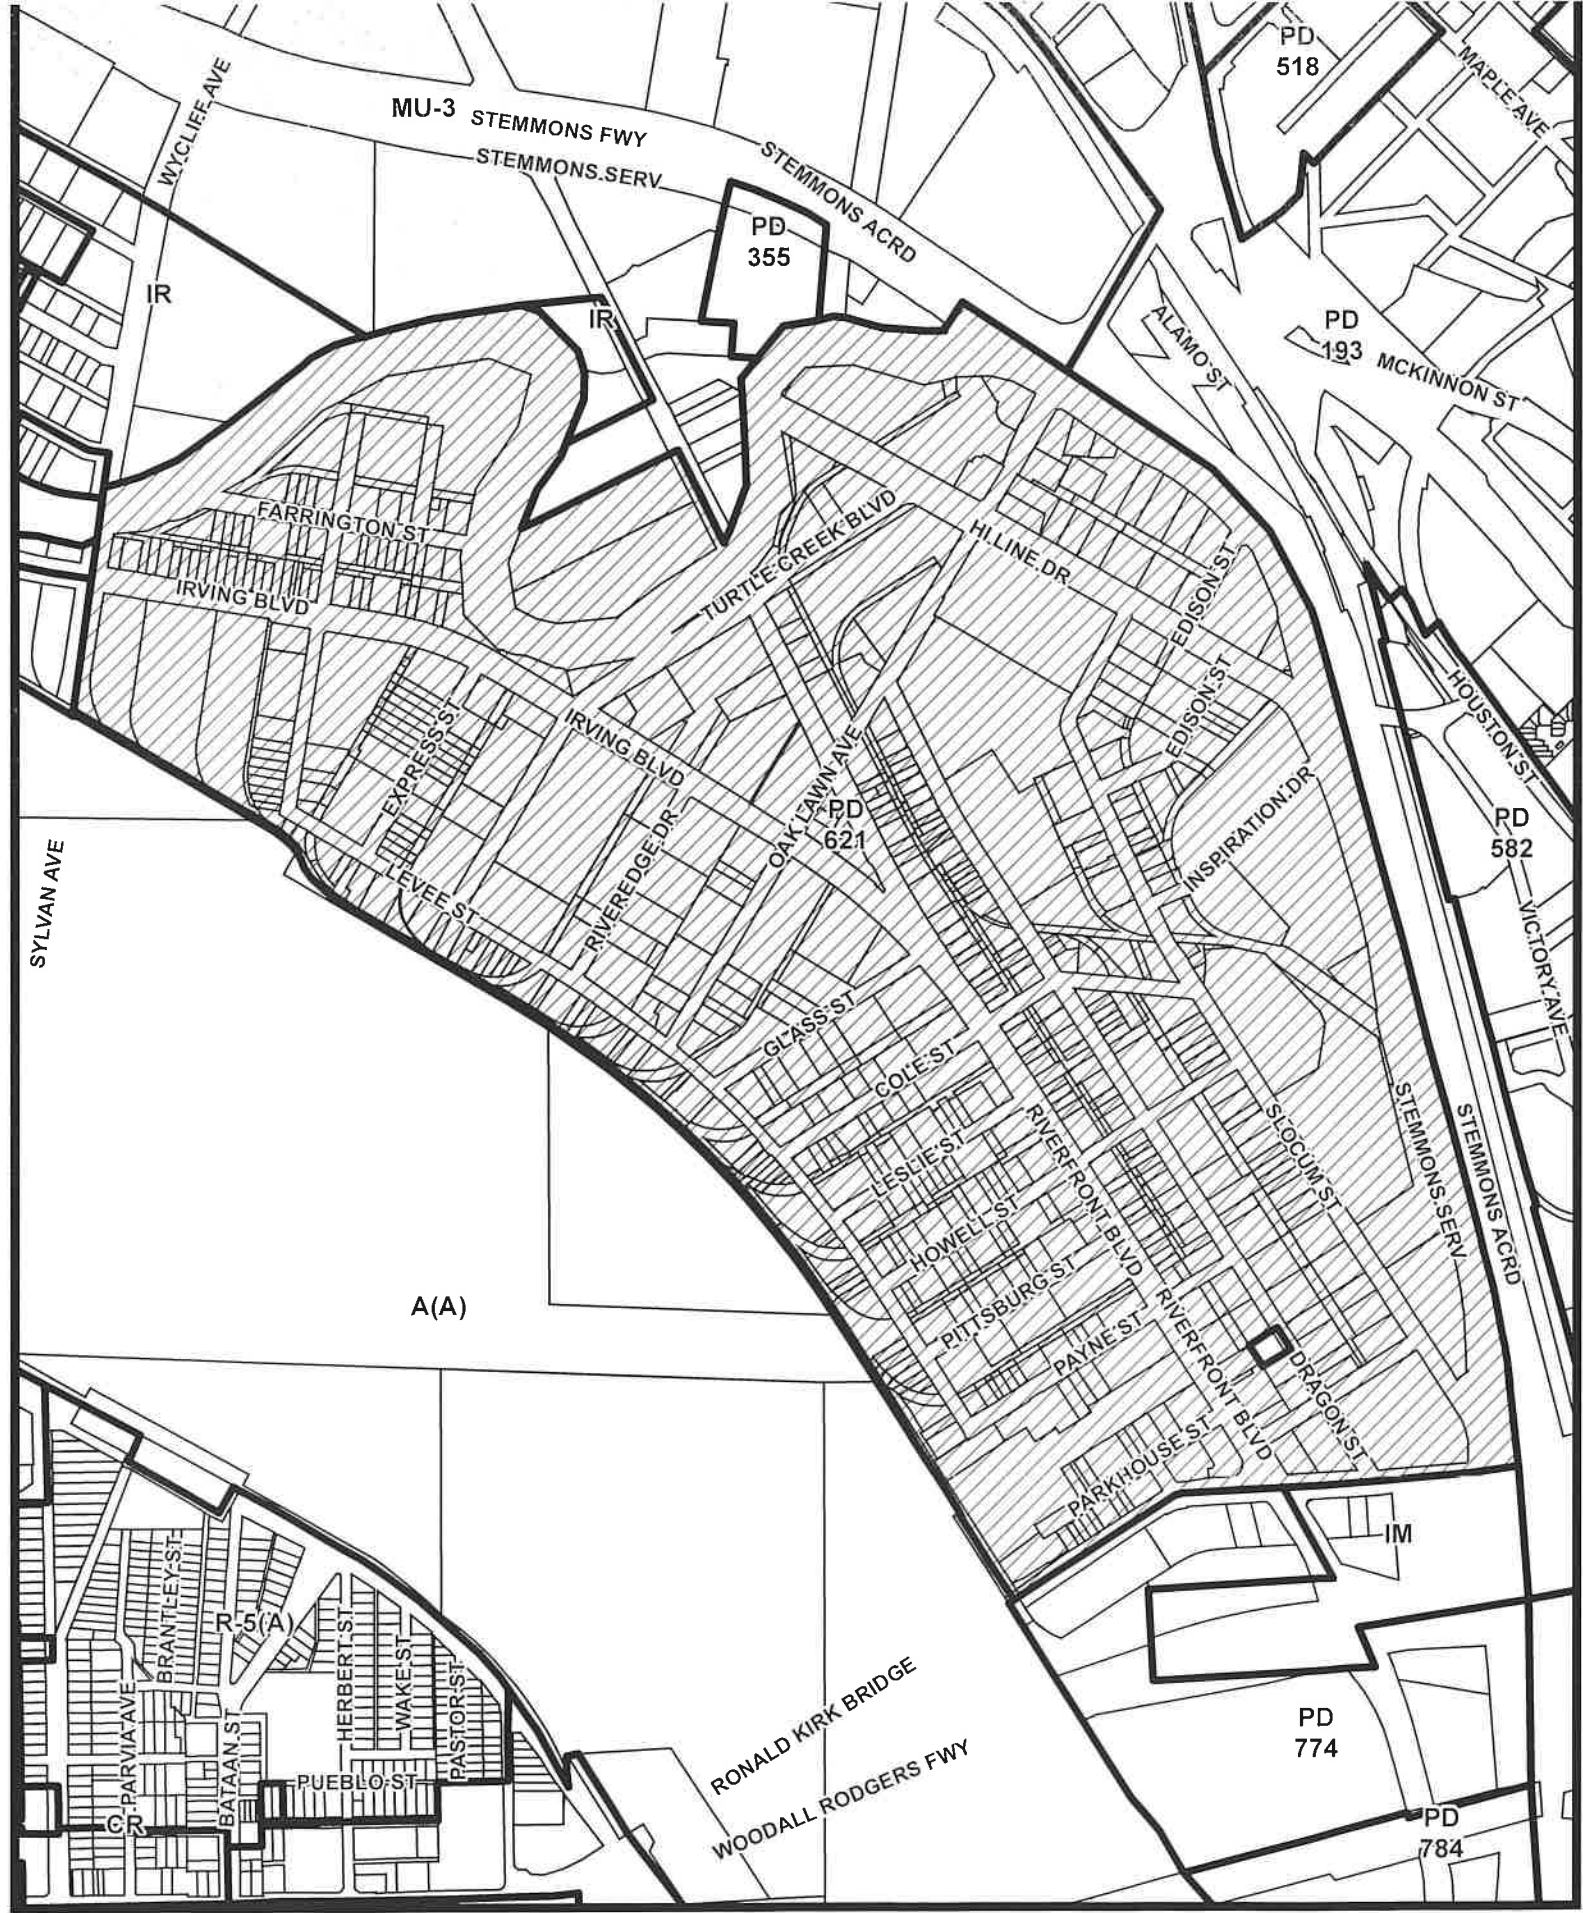 PD
518
MAPLE AVE
WYCLIFF AVE
MU-3
STEMMONS FWY
STEMMONS SERV
STEMMONS ACRD
PD
355
IR
IR
ALAMO ST
PD
193
MCKINNON ST
FARRINGTON ST
IRVING BLVD
TURTLE CREEK BLVD
HI LINE DR
EDISON ST
EDISON ST
HOUSTON ST
EXPRESS ST
IRVING BLVD
OAK LAWN AVE
PD
621
RIVEREDGE DR
INSPIRATION DR
PD
582
VICTORY AVE
SYLVAN AVE
LEVEE ST
GLASS ST
COLE ST
LESLIE ST
HOWELL ST
PITTSBURG ST
PAYNE ST
RIVERFRONT BLVD
SLOCUM ST
STEMMONS SERV
STEMMONS ACRD
A(A)
RIVERFRONT BLVD
DRAGON ST
PARKHOUSE ST
IM
BRANTLEY ST
R-5(A)
HERBERT ST
WAKE ST
PASTOR ST
PARVIA AVE
BATAAN ST
PUEBLO ST
CR
RONALD KIRK BRIDGE
WOODALL RODGERS FWY
PD
774
PD
784